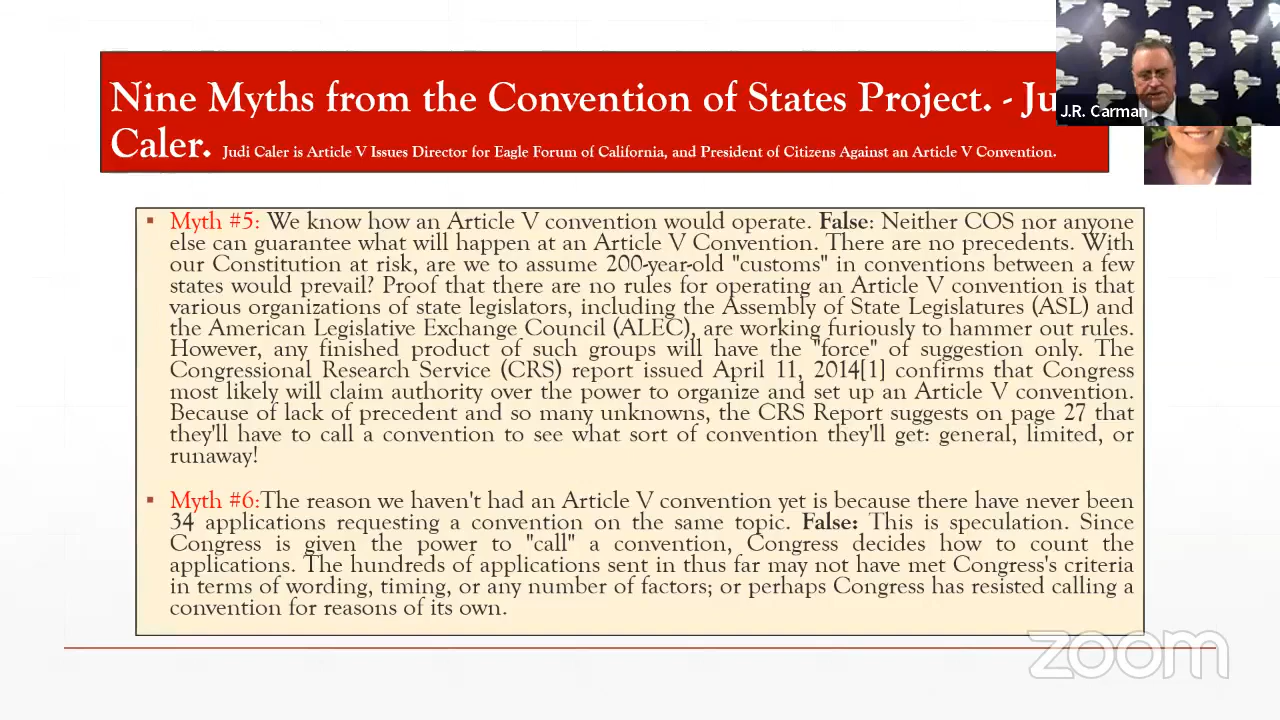 Nine Myths from the Convention of States Project. - Ju
Caler. Judi Caler is Article V Issues Director for Eagle Forum of California, and President of Citizens Against an Article V Convention.
J.R. Carman
▪ Myth #5: We know how an Article V convention would operate. False: Neither COS nor anyone
else can guarantee what will happen at an Article V Convention. There are no precedents. With
our Constitution at risk, are we to assume 200-year-old "customs" in conventions between a few
states would prevail? Proof that there are no rules for operating an Article V convention is that
various organizations of state legislators, including the Assembly of State Legislatures (ASL) and
the American Legislative Exchange Council (ALEC), are working furiously to hammer out rules.
However, any finished product of such groups will have the "force" of suggestion only. The
Congressional Research Service (CRS) report issued April 11, 2014[1] confirms that Congress
most likely will claim authority over the power to organize and set up an Article V convention.
Because of lack of precedent and so many unknowns, the CRS Report suggests on page 27 that
they'll have to call a convention to see what sort of convention they'll get: general, limited, or
runaway!
▪ Myth #6:The reason we haven't had an Article V convention yet is because there have never been
34 applications requesting a convention on the same topic. False: This is speculation. Since
Congress is given the power to "call" a convention, Congress decides how to count the
applications. The hundreds of applications sent in thus far may not have met Congress's criteria
in terms of wording, timing, or any number of factors; or perhaps Congress has resisted calling a
convention for reasons of its own.
zoom